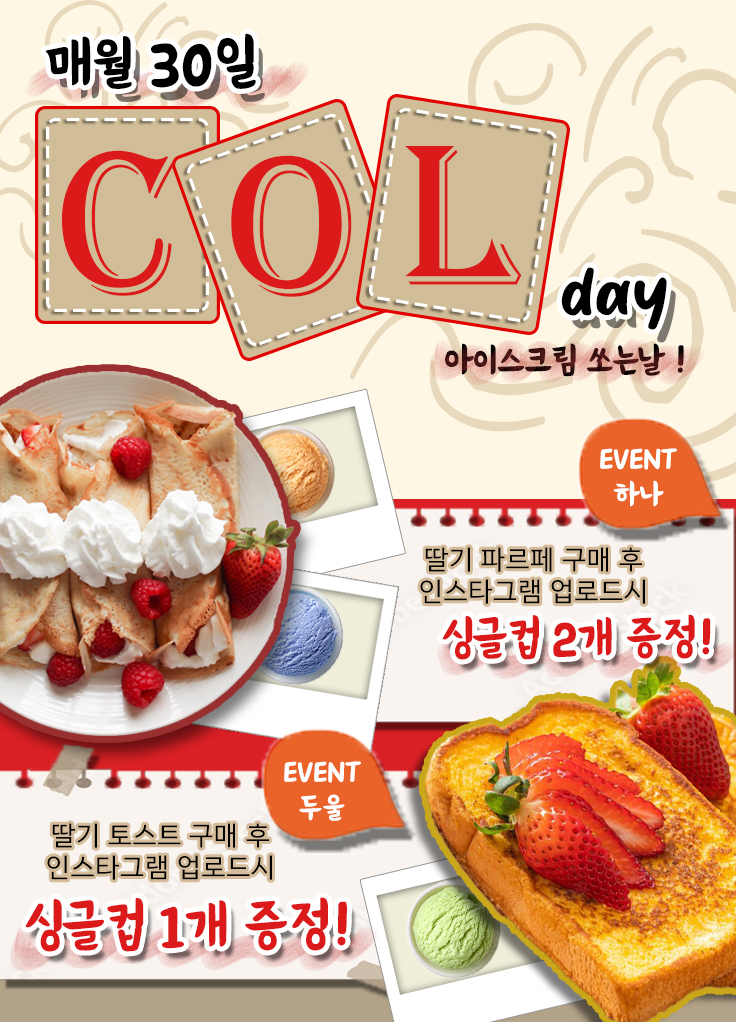 매월 30일
COL
day
아이스크림 쏘는날 !
EVENT
하나
딸기 파르페 구매 후
인스타그램 업로드시
싱글컵 2개 증정!
EVENT
두울
딸기 토스트 구매 후
인스타그램 업로드시
싱글컵 1개 증정!